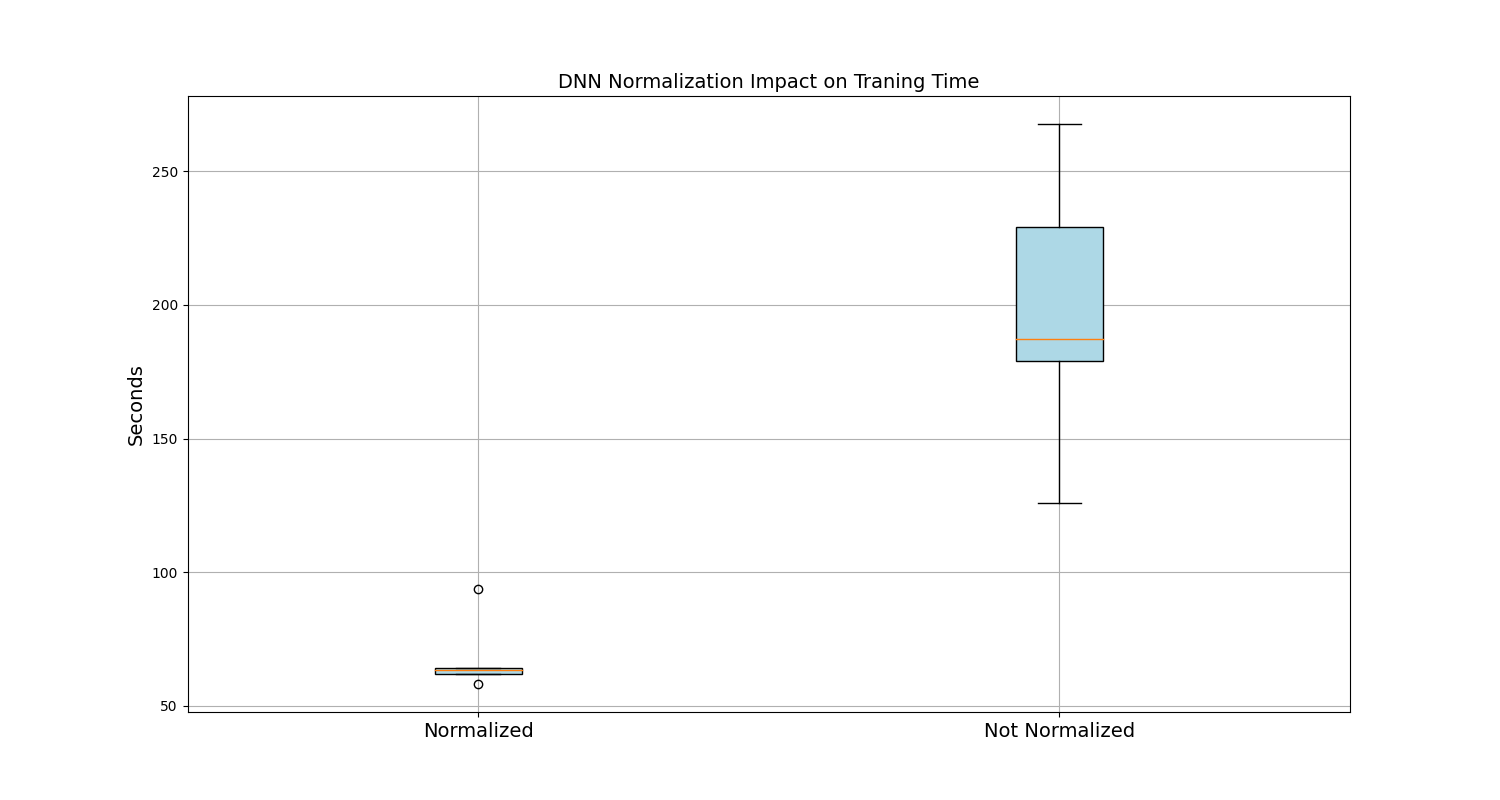 DNN Normalization Impact on Traning Time
250
200
150
100
50
Seconds
Normalized
Not Normalized